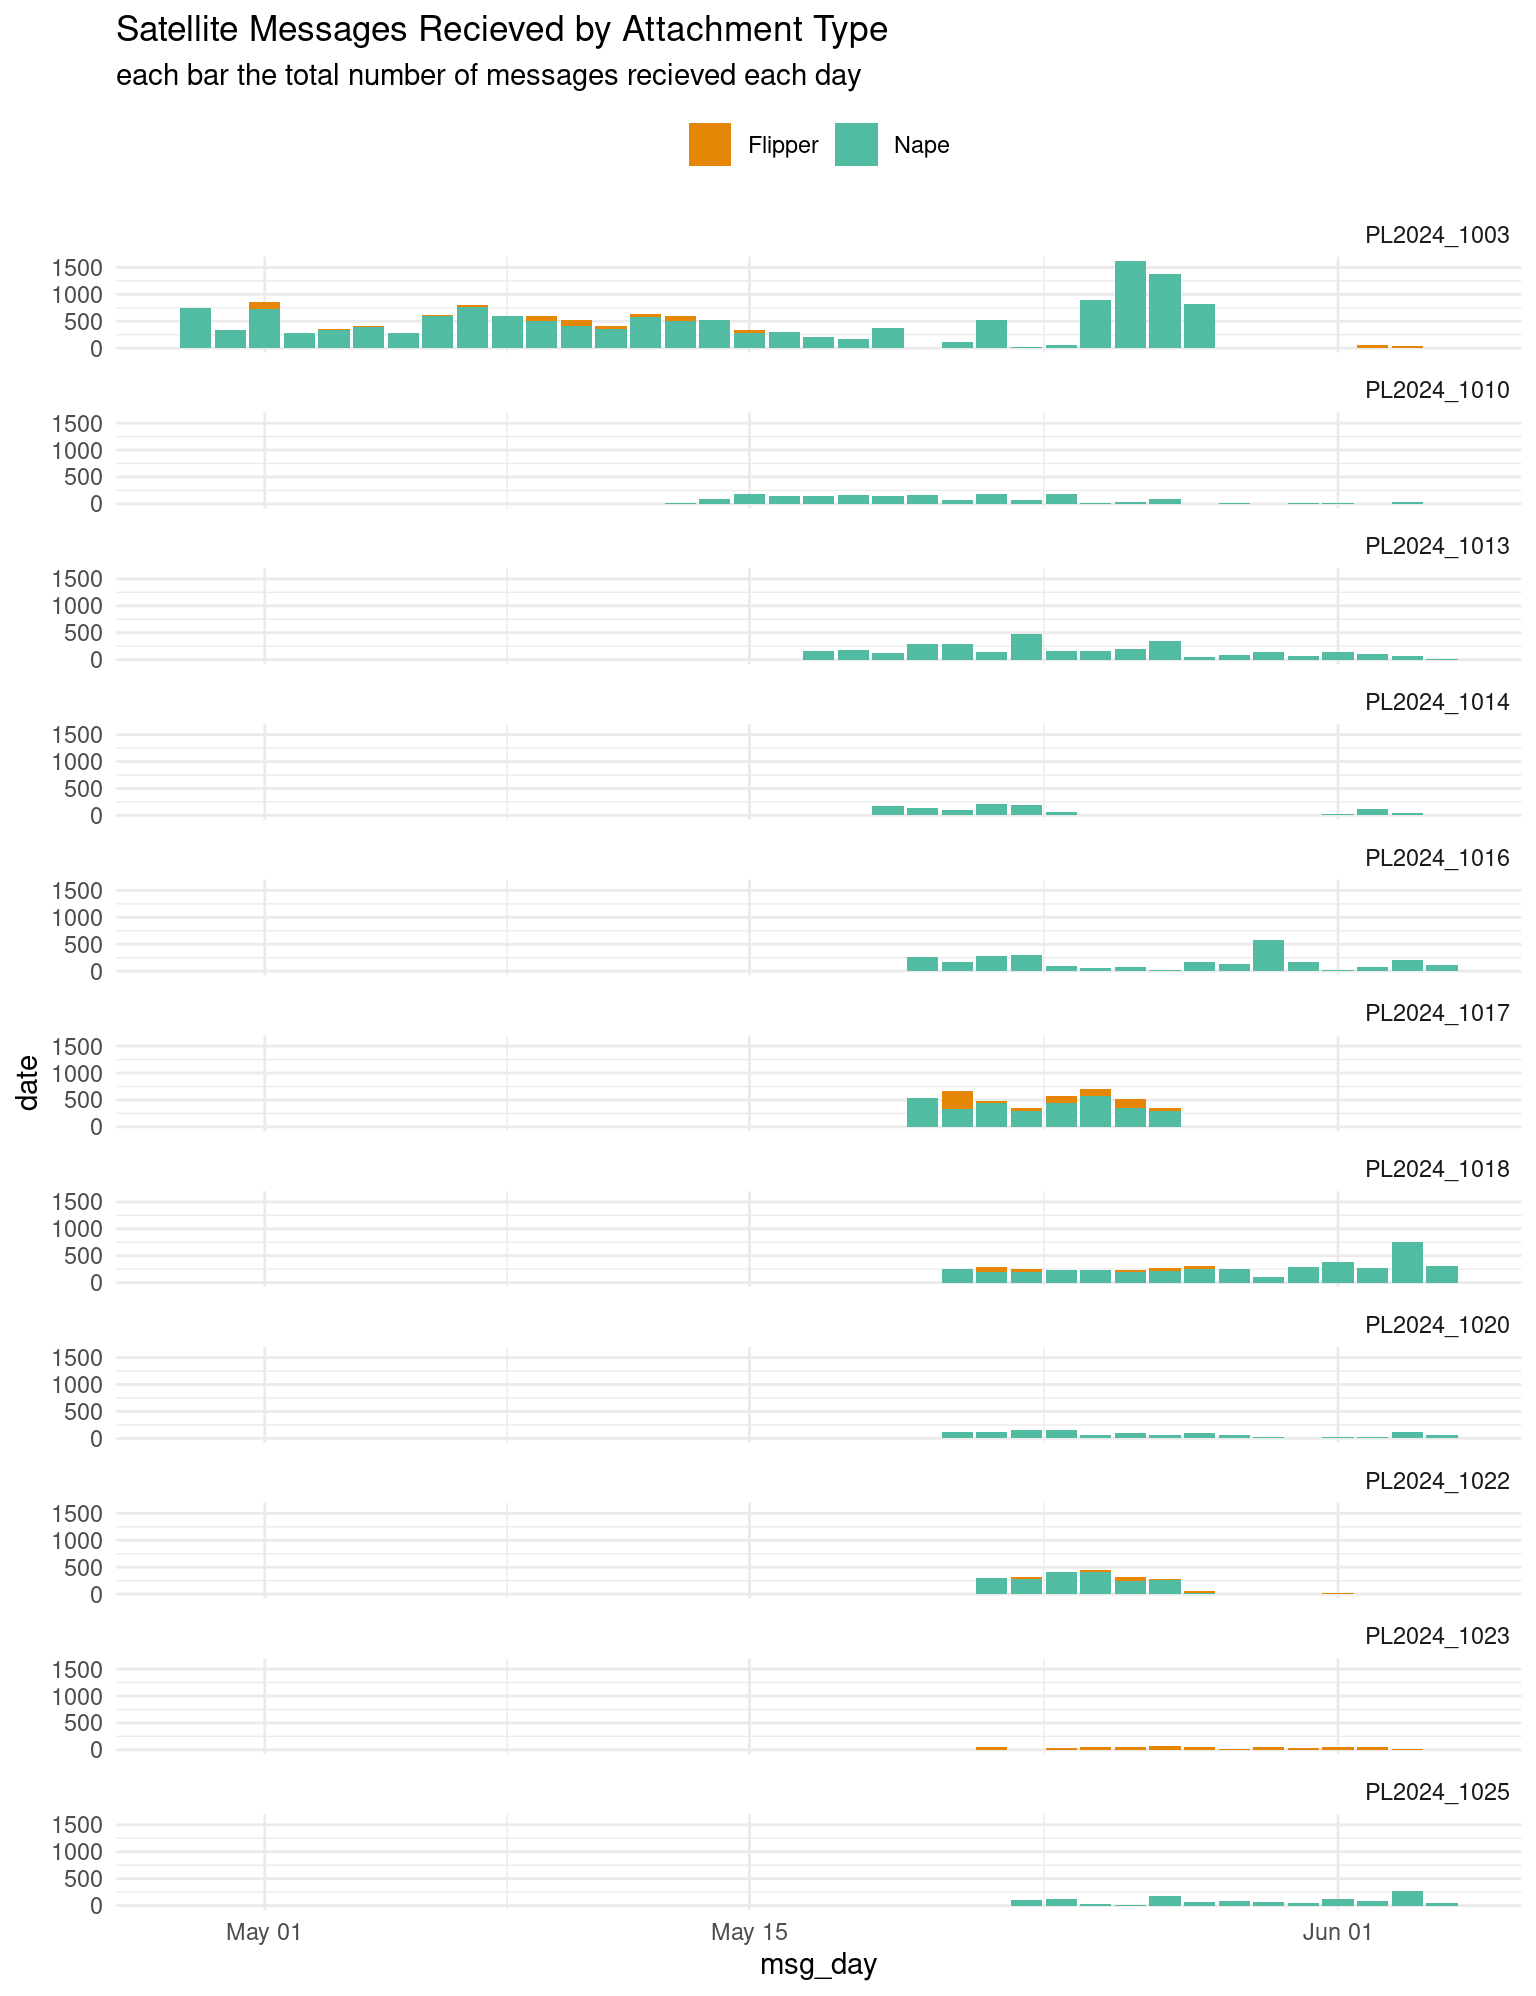 Satellite Messages Recieved by Attachment Type
each bar the total number of messages recieved each day
Flipper Nape
PL2024_1003
1500
1000
500
0
PL2024_1010
1500
1000
500
0
PL2024_1013
1500
1000
500
0
PL2024_1014
1500
1000
500
0
PL2024_1016
1500
1000
500
0
PL2024_1017
1500
1000
500
0
date
PL2024_1018
1500
1000
500
0
PL2024_1020
1500
1000
500
0
PL2024_1022
1500
1000
500
0
PL2024_1023
1500
1000
500
0
PL2024_1025
1500
1000
500
0
May 01 May 15 Jun 01
msg_day